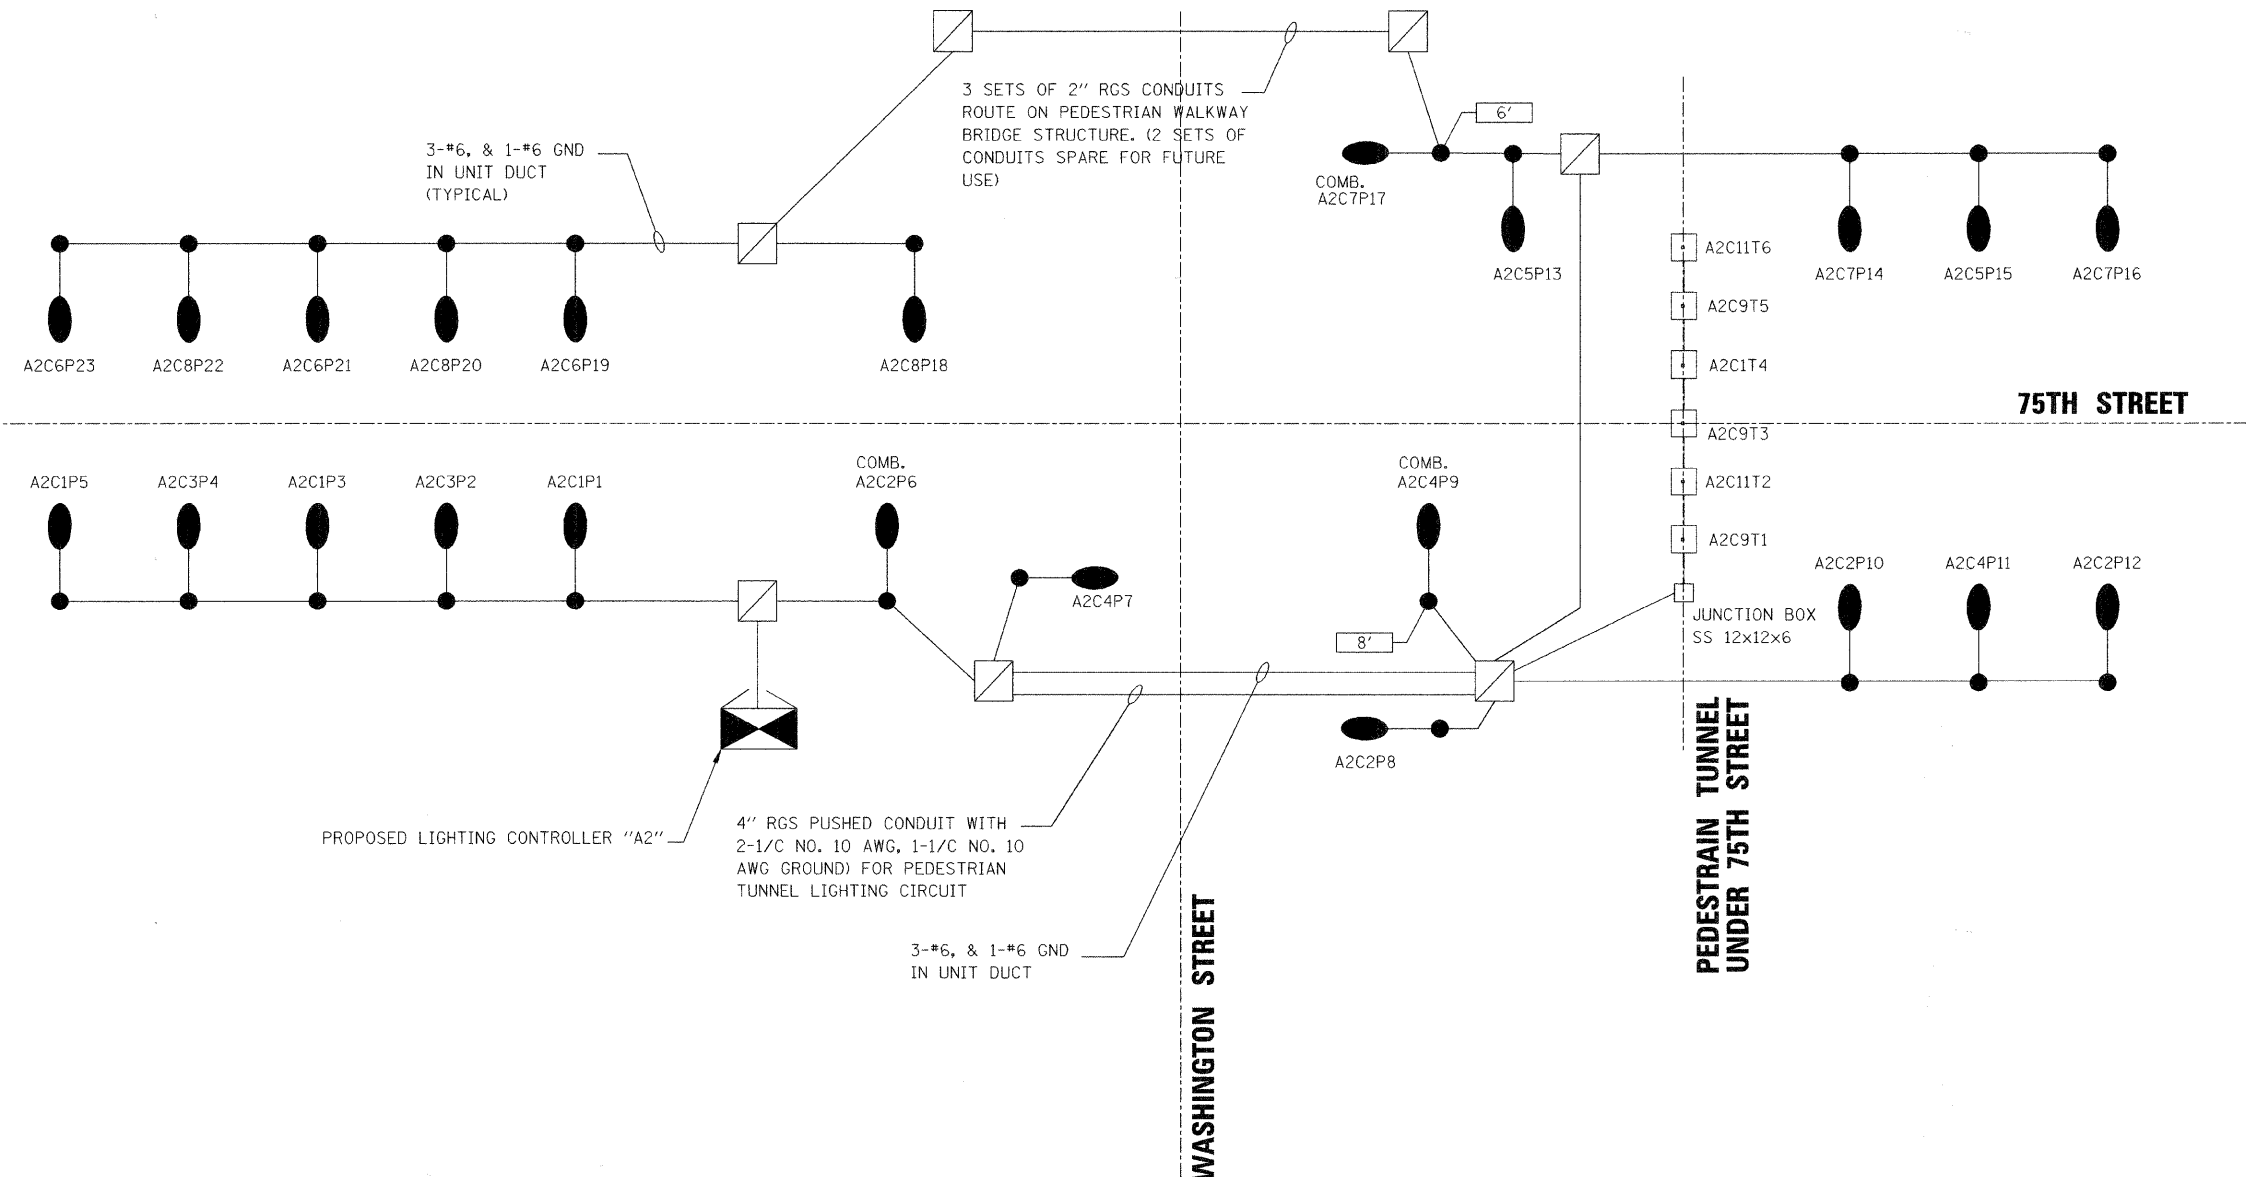 3 SETS OF 2" RGS CONDUITS
ROUTE ON PEDESTRIAN WALKWAY
BRIDGE STRUCTURE. (2 SETS OF
CONDUITS SPARE FOR FUTURE
USE)
6'
3-#6, & 1-#6 GND
IN UNIT DUCT
(TYPICAL)
COMB.
A2C7P17
A2C5P13
A2C7P14
A2C5P15
A2C7P16
A2C11T6
A2C9T5
A2C1T4
A2C9T3
A2C11T2
A2C9T1
A2C6P23
A2C8P22
A2C6P21
A2C8P20
A2C6P19
A2C8P18
75TH STREET
A2C1P5
A2C3P4
A2C1P3
A2C3P2
A2C1P1
COMB.
A2C2P6
COMB.
A2C4P9
A2C4P7
8'
A2C2P10
A2C4P11
A2C2P12
JUNCTION BOX
SS 12x12x6
A2C2P8
PROPOSED LIGHTING CONTROLLER "A2"
4" RGS PUSHED CONDUIT WITH
2-1/C NO. 10 AWG, 1-1/C NO. 10
AWG GROUND) FOR PEDESTRIAN
TUNNEL LIGHTING CIRCUIT
3-#6, & 1-#6 GND
IN UNIT DUCT
WASHINGTON STREET
PEDESTRAIN TUNNEL
UNDER 75TH STREET